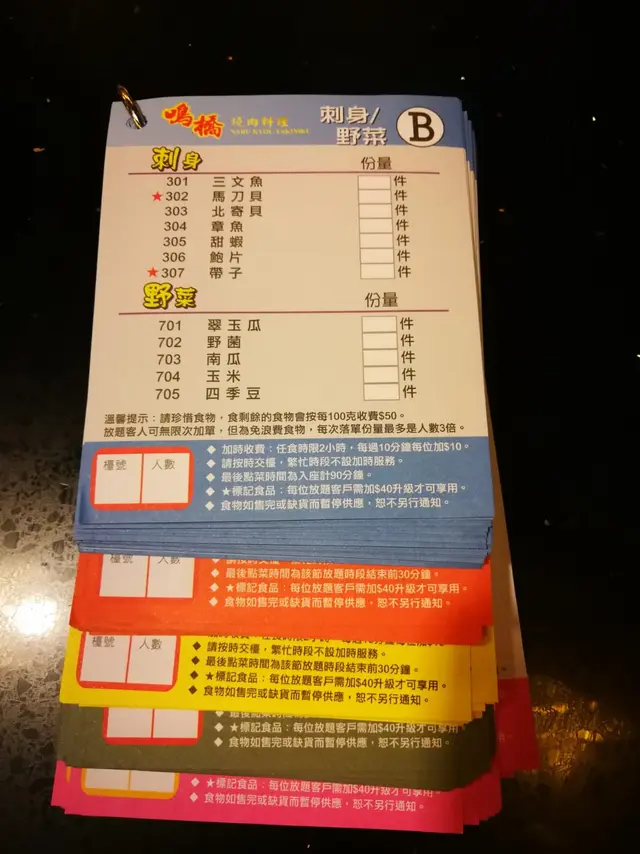 鳴橋 燒肉料理 刺身/
NARU KYOU YAKINIKU 野菜 B
刺身 份量
301 三文魚 件
★302 馬刀貝 件
303 北寄貝 件
304 章魚 件
305 甜蝦 件
306 鮑片 件
★307 帶子 件
野菜 份量
701 翠玉瓜 件
702 野菌 件
703 南瓜 件
704 玉米 件
705 四季豆 件
溫馨提示：請珍惜食物，食剩餘的食物會按每100克收費$50。
放題客人可無限次加單，但為免浪費食物，每次落單份量最多是人數3倍。
檯號 人數
◆ 加時收費：任食時限2小時，每過10分鐘每位加$10。
◆ 請按時交檯，繁忙時段不設加時服務。
◆ 最後點菜時間為入座計90分鐘。
◆ ★標記食品：每位放題客戶需加$40升級才可享用。
◆ 食物如售完或缺貨而暫停供應，恕不另行通知。
檯號 人數
◆ 最後點菜時間為該節放題時段結束前30分鐘。
◆ ★標記食品：每位放題客戶需加$40升級才可享用。
◆ 食物如售完或缺貨而暫停供應，恕不另行通知。
檯號 人數
◆ 請按時交檯，繁忙時段不設加時服務。
◆ 最後點菜時間為該節放題時段結束前30分鐘。
◆ ★標記食品：每位放題客戶需加$40升級才可享用。
◆ 食物如售完或缺貨而暫停供應，恕不另行通知。
◆ ★標記食品：每位放題客戶需加$40升級才可享用。
◆ 食物如售完或缺貨而暫停供應，恕不另行通知。
◆ ★標記食品：每位放題客戶需加$40升級才可享用。
◆ 食物如售完或缺貨而暫停供應，恕不另行通知。